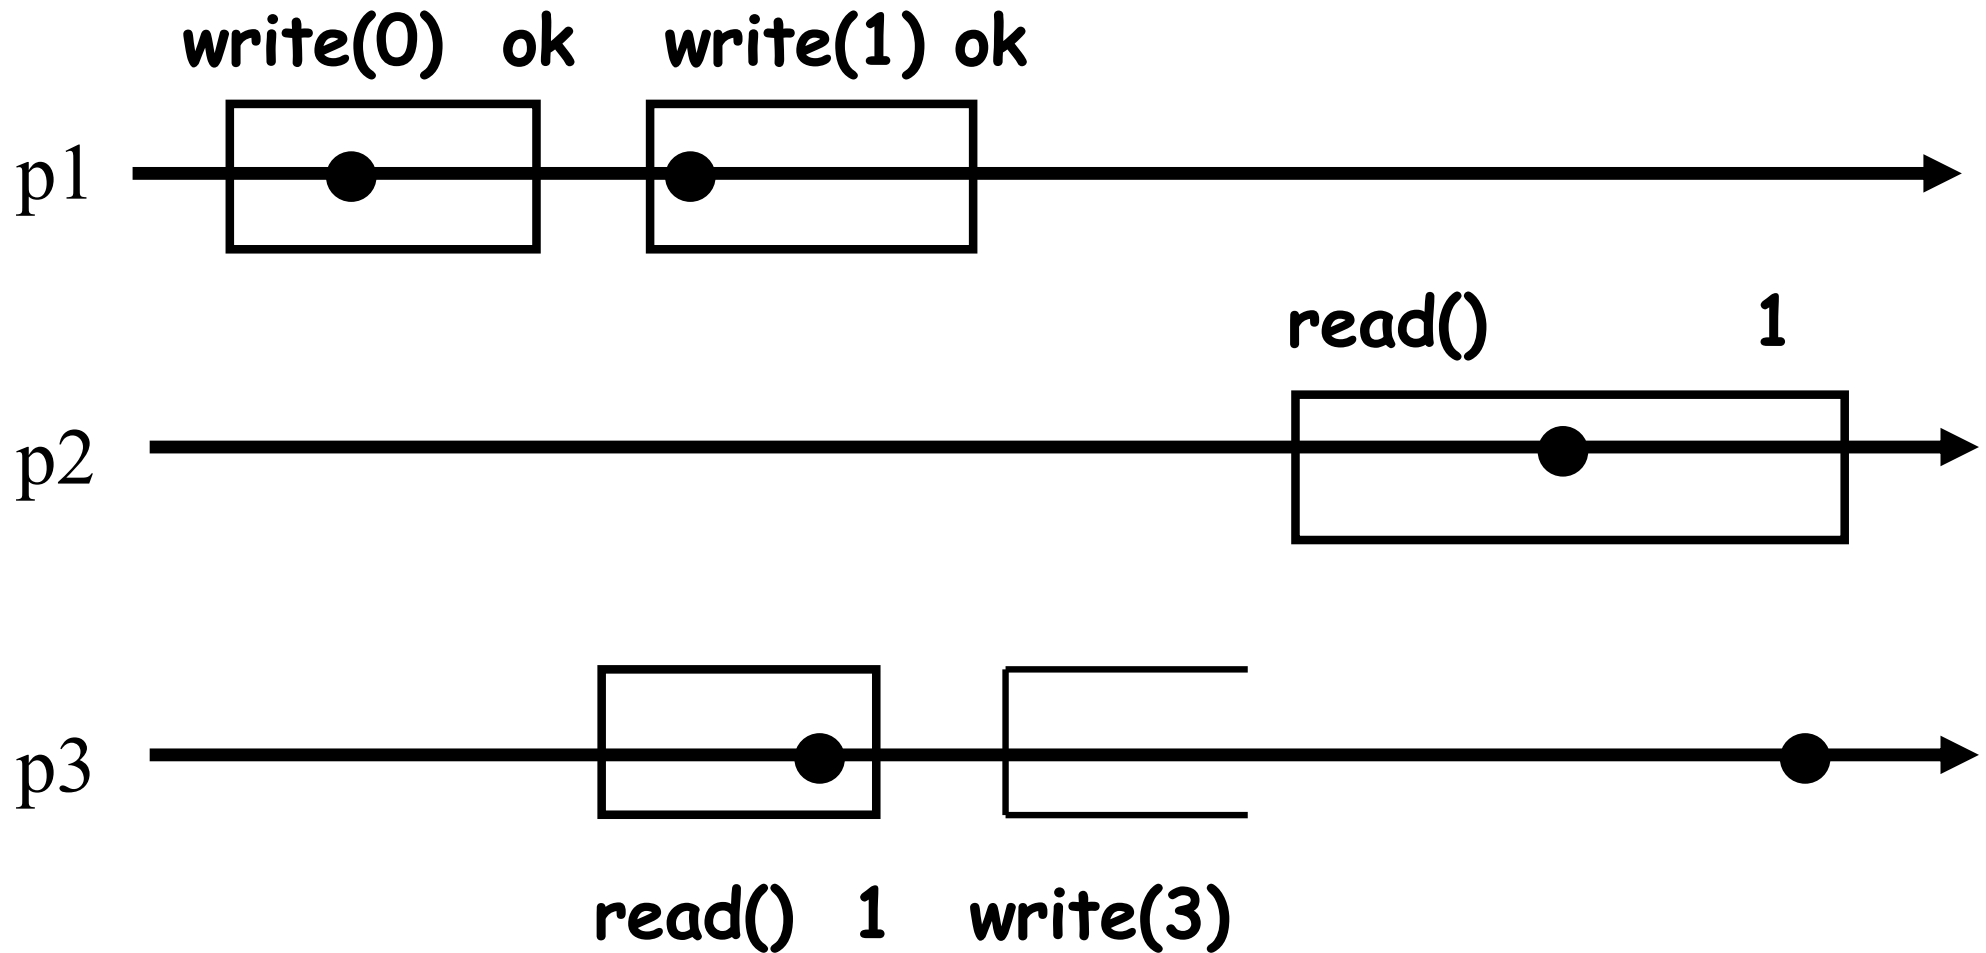 write(0) ok write(1) ok
p1
read() 1
p2
p3
read() 1 write(3)